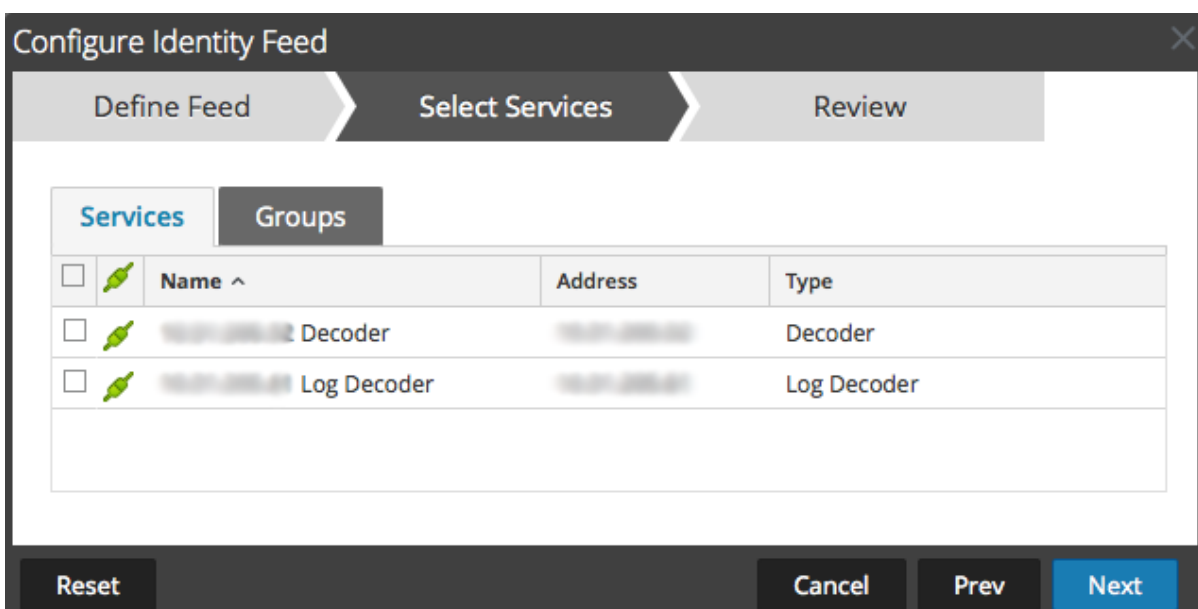 Configure Identity Feed
Define Feed Select Services Review
Services Groups
Name Address Type
Decoder Decoder
Log Decoder Log Decoder
Reset Cancel Prev Next